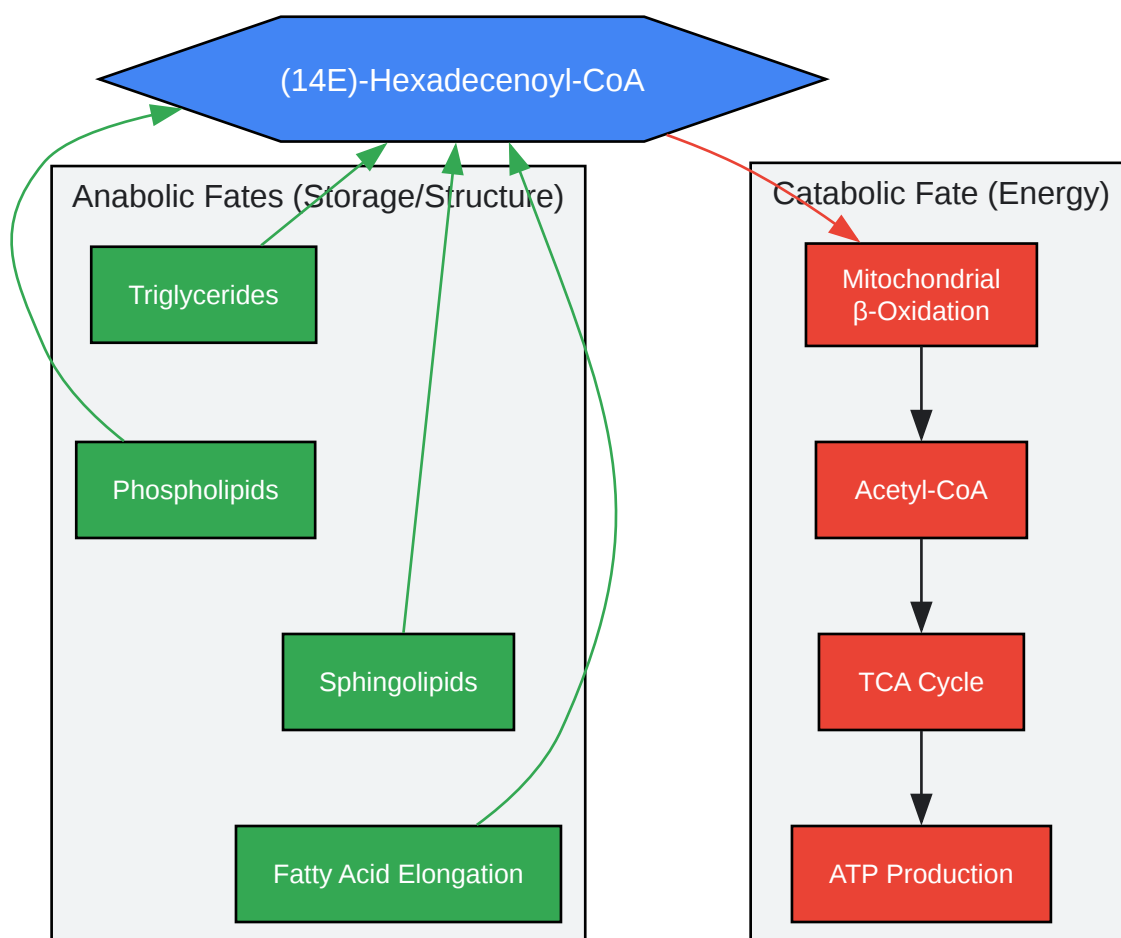 (14E)-Hexadecenoyl-CoA
Anabolic Fates (Storage/Structure)
Triglycerides
Phospholipids
Sphingolipids
Fatty Acid Elongation
Catabolic Fate (Energy)
Mitochondrial
β-Oxidation
Acetyl-CoA
TCA Cycle
ATP Production